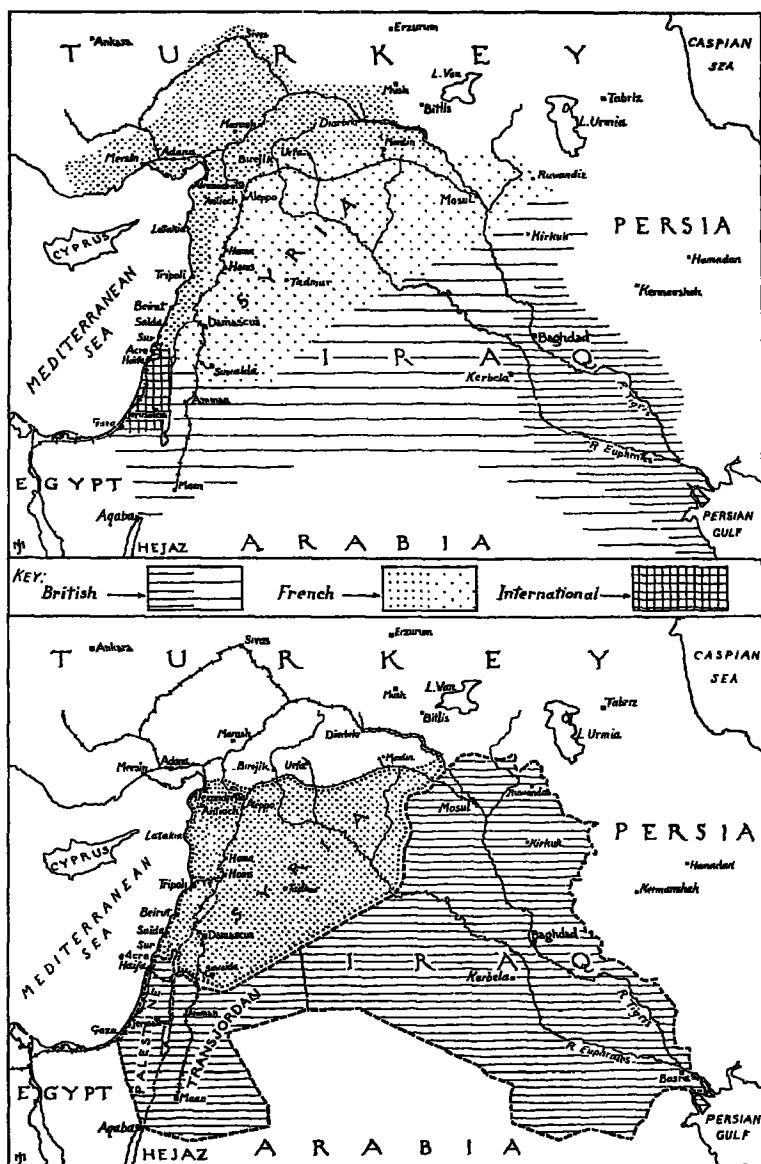 TURKEY
Ankara
Sivas
Erzurum
CASPIAN
SEA
L. Van
Mush
Bitlis
Tabriz
L. Urmia
Marash
Diarbekr
Mersin
Adana
Birejik
Urfa
Mardin
Alexandretta
Antioch
Aleppo
Mosul
Ruwandiz
CYPRUS
Latakia
SYRIA
Kirkuk
PERSIA
Hama
Homs
Hamadan
Tripoli
Tadmur
Kermanshah
MEDITERRANEAN
SEA
Beirut
Saida
Damascus
Sur
Acre
Haifa
Baghdad
IRAQ
Suwaida
Kerbela
Amman
R. Tigris
Jerusalem
Gaza
R. Euphrates
EGYPT
Maan
Aqaba
PERSIAN
GULF
HEJAZ
ARABIA
KEY:
British
French
International
TURKEY
Ankara
Sivas
Erzurum
CASPIAN
SEA
L. Van
Mush
Bitlis
Tabriz
L. Urmia
Marash
Diarbekr
Mersin
Adana
Birejik
Urfa
Mardin
Alexandretta
Antioch
Aleppo
Mosul
Ruwandiz
CYPRUS
Latakia
SYRIA
Kirkuk
PERSIA
Hama
Homs
Hamadan
Tripoli
Tadmur
Kermanshah
MEDITERRANEAN
SEA
Beirut
Saida
Damascus
Sur
Acre
Haifa
Baghdad
IRAQ
Kerbela
PALESTINE
TRANSJORDAN
Amman
R. Tigris
Gaza
R. Euphrates
Basra
EGYPT
Maan
Aqaba
PERSIAN
GULF
HEJAZ
ARABIA